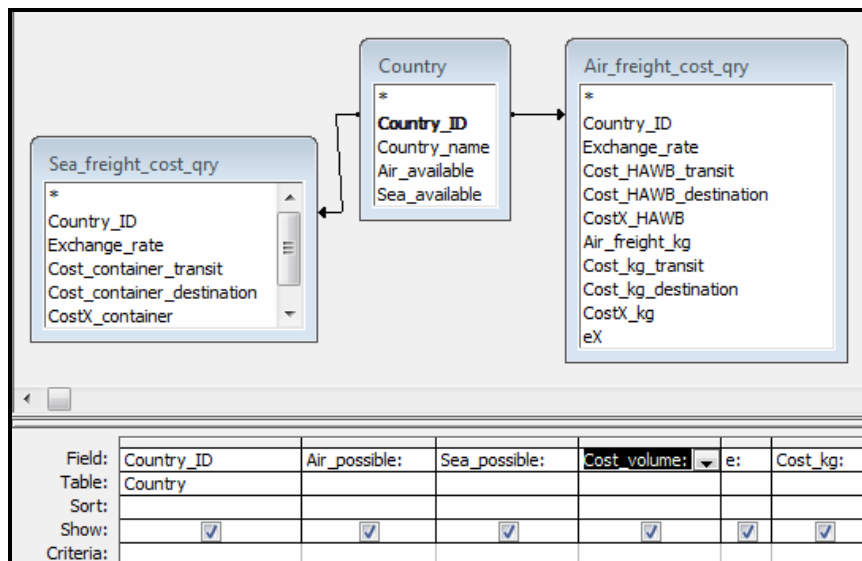 Country
*
Country_ID
Country_name
Air_available
Sea_available
Air_freight_cost_qry
*
Country_ID
Exchange_rate
Cost_HAWB_transit
Cost_HAWB_destination
CostX_HAWB
Air_freight_kg
Cost_kg_transit
Cost_kg_destination
CostX_kg
eX
Sea_freight_cost_qry
*
Country_ID
Exchange_rate
Cost_container_transit
Cost_container_destination
CostX_container
Field: Country_ID Air_possible: Sea_possible: Cost_volume: e: Cost_kg:
Table: Country
Sort:
Show:
Criteria: